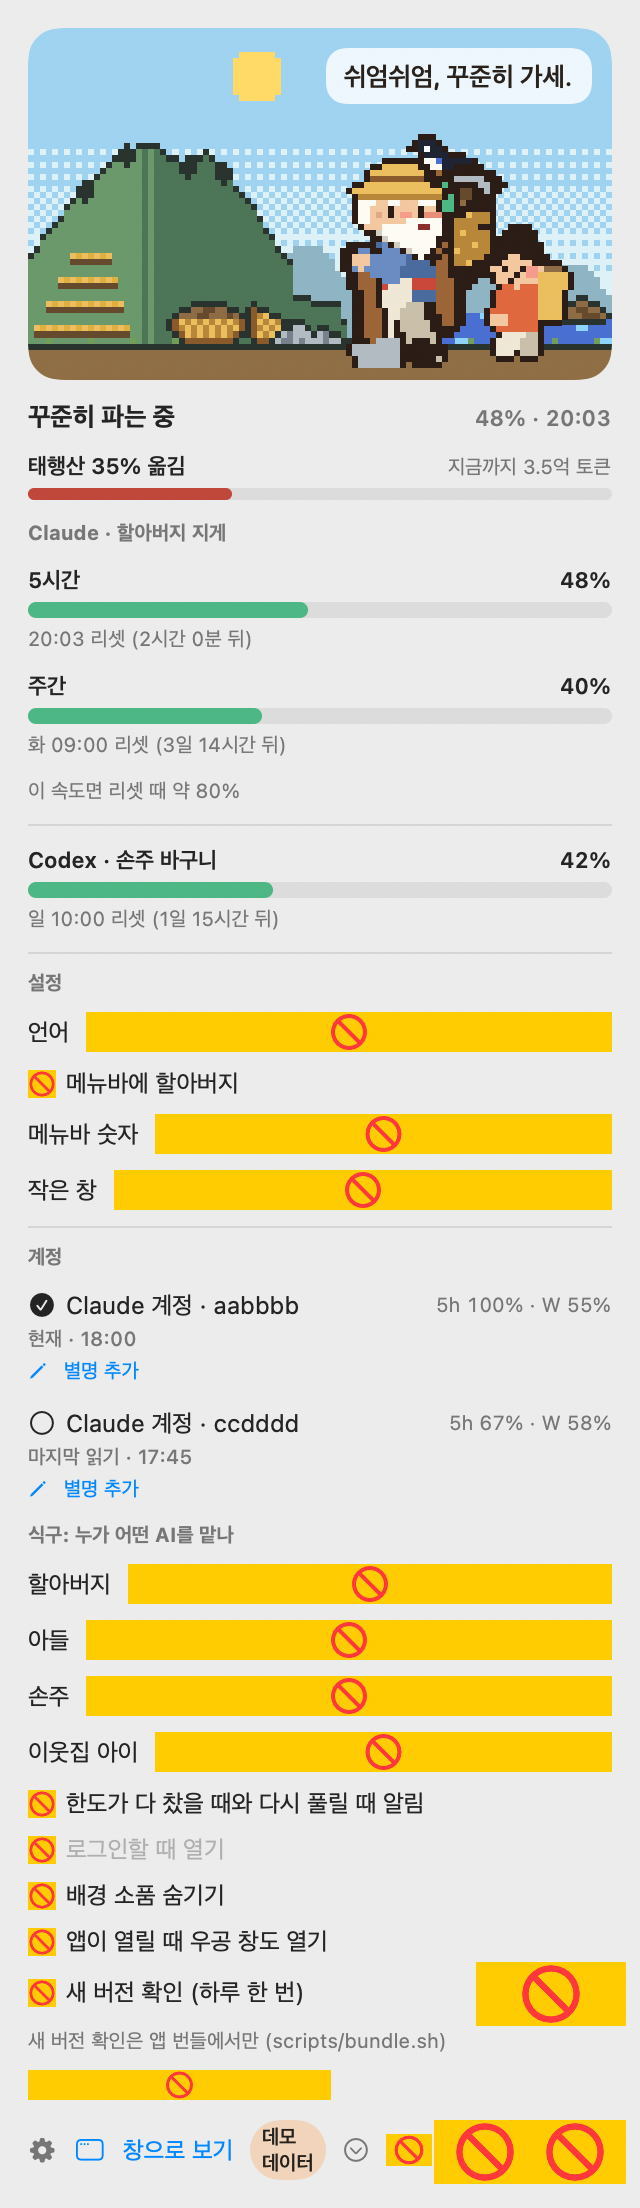 쉬엄쉬엄, 꾸준히 가세.
꾸준히 파는 중
48% · 20:03
태행산 35% 옮김
지금까지 3.5억 토큰
Claude · 할아버지 지게
5시간
48%
20:03 리셋 (2시간 0분 뒤)
주간
40%
화 09:00 리셋 (3일 14시간 뒤)
이 속도면 리셋 때 약 80%
Codex · 손주 바구니
42%
일 10:00 리셋 (1일 15시간 뒤)
설정
언어
메뉴바에 할아버지
메뉴바 숫자
작은 창
계정
Claude 계정 · aabbbb
5h 100% · W 55%
현재 · 18:00
별명 추가
Claude 계정 · ccdddd
5h 67% · W 58%
마지막 읽기 · 17:45
별명 추가
식구: 누가 어떤 AI를 맡나
할아버지
아들
손주
이웃집 아이
한도가 다 찼을 때와 다시 풀릴 때 알림
로그인할 때 열기
배경 소품 숨기기
앱이 열릴 때 우공 창도 열기
새 버전 확인 (하루 한 번)
새 버전 확인은 앱 번들에서만 (scripts/bundle.sh)
창으로 보기
데모
데이터